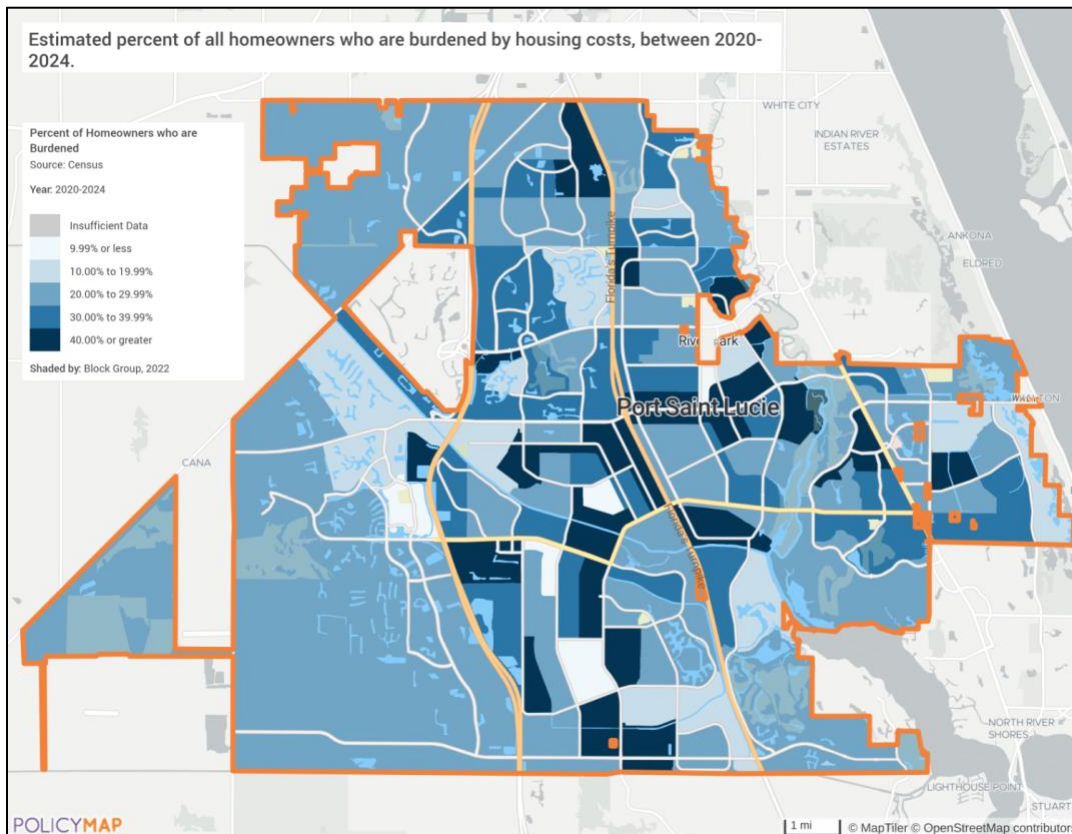 Estimated percent of all homeowners who are burdened by housing costs, between 2020-
2024.
Percent of Homeowners who are
Burdened
Source: Census
Year: 2020-2024
Insufficient Data
9.99% or less
10.00% to 19.99%
20.00% to 29.99%
30.00% to 39.99%
40.00% or greater
Shaded by: Block Group, 2022
WHITE CITY
INDIAN RIVER
ESTATES
ANKONA
ELDRED
Florida's Turnpike
Port Saint Lucie
CANA
Florida's Turnpike
NORTH RIVER
SHORES
LIGHTHOUSE POINT
STUART
POLICYMAP
1 mi
© MapTiler © OpenStreetMap contributors